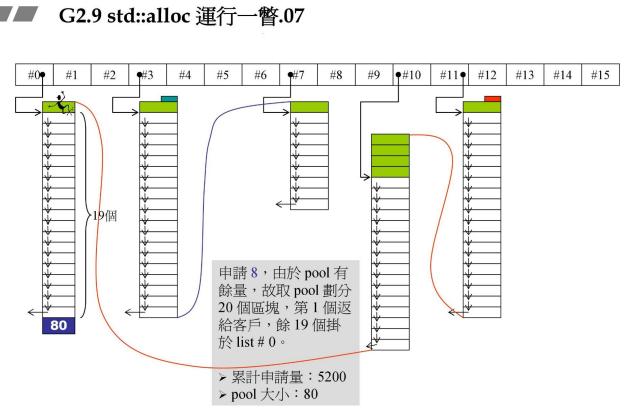 G2.9 std::alloc 運行一瞥.07
#0 #1 #2 #3 #4 #5 #6 #7 #8 #9 #10 #11 #12 #13 #14 #15
19個
80
申請 8，由於 pool 有
餘量，故取 pool 劃分
20 個區塊，第 1 個返
給客戶，餘 19 個掛
於 list # 0。
➢ 累計申請量：5200
➢ pool 大小：80